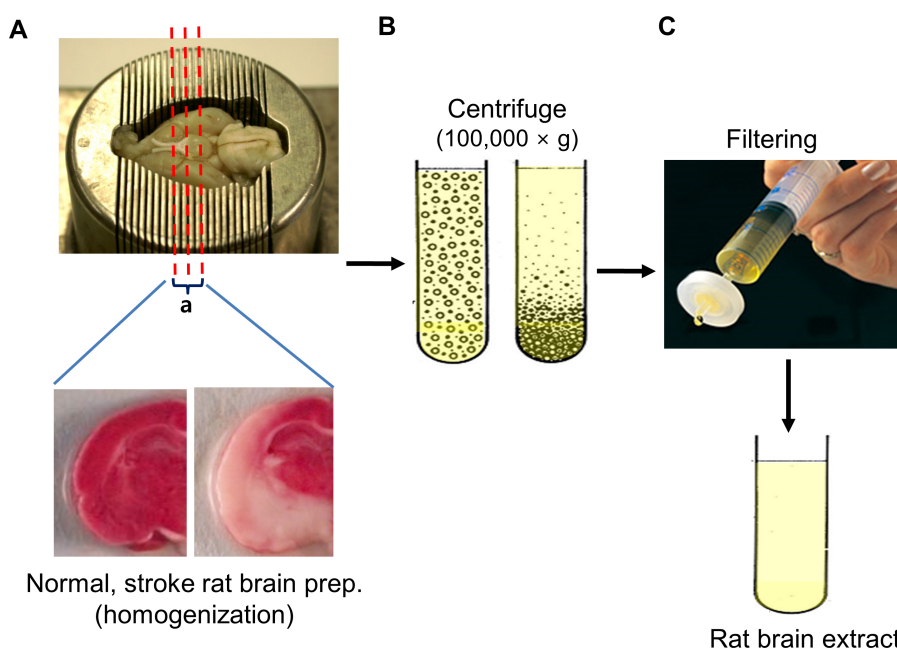 A
B
C
Centrifuge
(100,000 × g)
Filtering
a
Normal, stroke rat brain prep.
(homogenization)
Rat brain extract